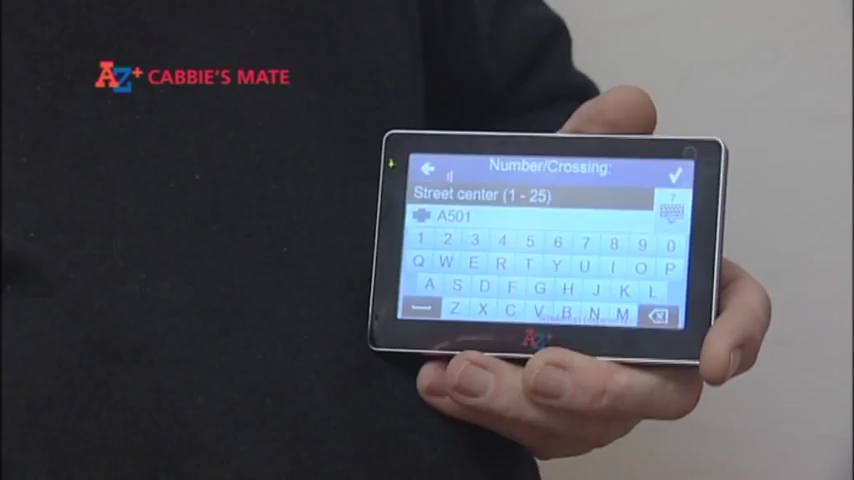 AZ+ CABBIE'S MATE
Number/Crossing:
Street center (1 - 25)
A501
1 2 3 4 5 6 7 8 9 0
Q W E R T Y U I O P
A S D F G H J K L
Z X C V B N M
AZ+